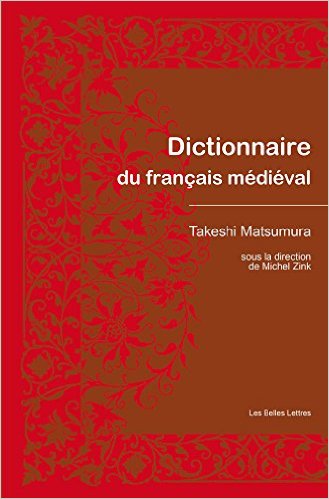 Dictionnaire
du français médiéval
Takeshi Matsumura
sous la direction
de Michel Zink
Les Belles Lettres